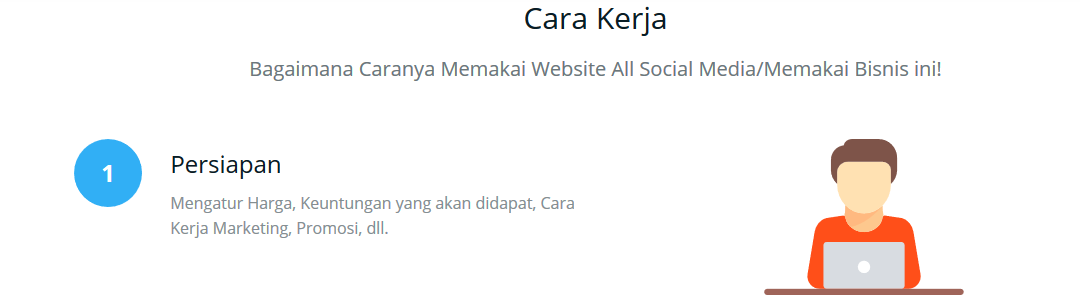 Cara Kerja
Bagaimana Caranya Memakai Website All Social Media/Memakai Bisnis ini!
1
Persiapan
Mengatur Harga, Keuntungan yang akan didapat, Cara
Kerja Marketing, Promosi, dll.